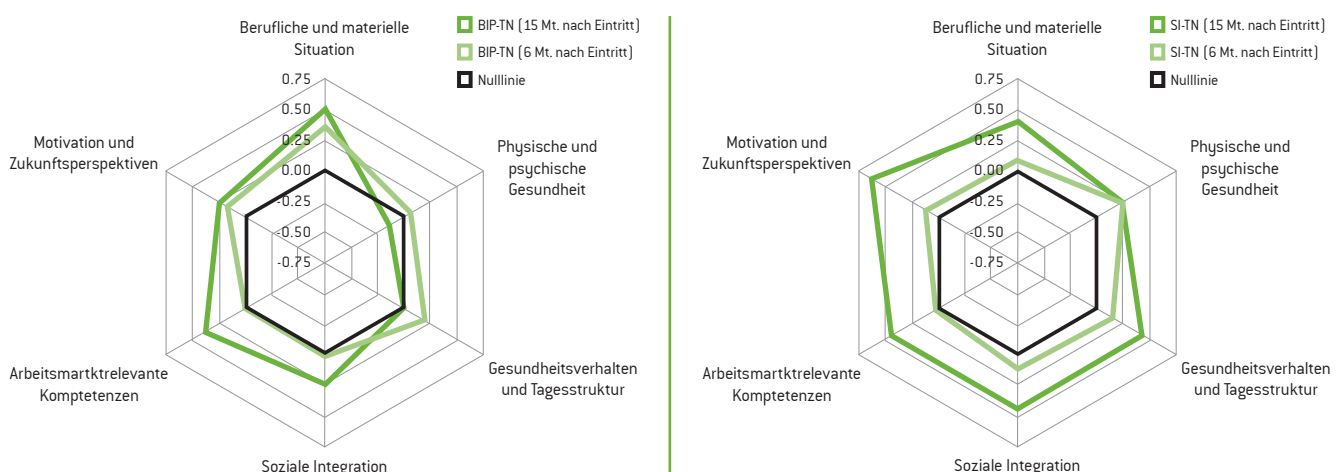 Berufliche und materielle
Situation
BIP-TN (15 Mt. nach Eintritt)
BIP-TN (6 Mt. nach Eintritt)
Nulllinie
0.75
0.50
0.25
0.00
-0.25
-0.50
-0.75
Motivation und
Zukunftsperspektiven
Physische und
psychische
Gesundheit
Arbeitsmartktrelevante
Komptetenzen
Gesundheitsverhalten
und Tagesstruktur
Soziale Integration
Berufliche und materielle
Situation
SI-TN (15 Mt. nach Eintritt)
SI-TN (6 Mt. nach Eintritt)
Nulllinie
0.75
0.50
0.25
0.00
-0.25
-0.50
-0.75
Motivation und
Zukunftsperspektiven
Physische und
psychische
Gesundheit
Arbeitsmartktrelevante
Komptetenzen
Gesundheitsverhalten
und Tagesstruktur
Soziale Integration